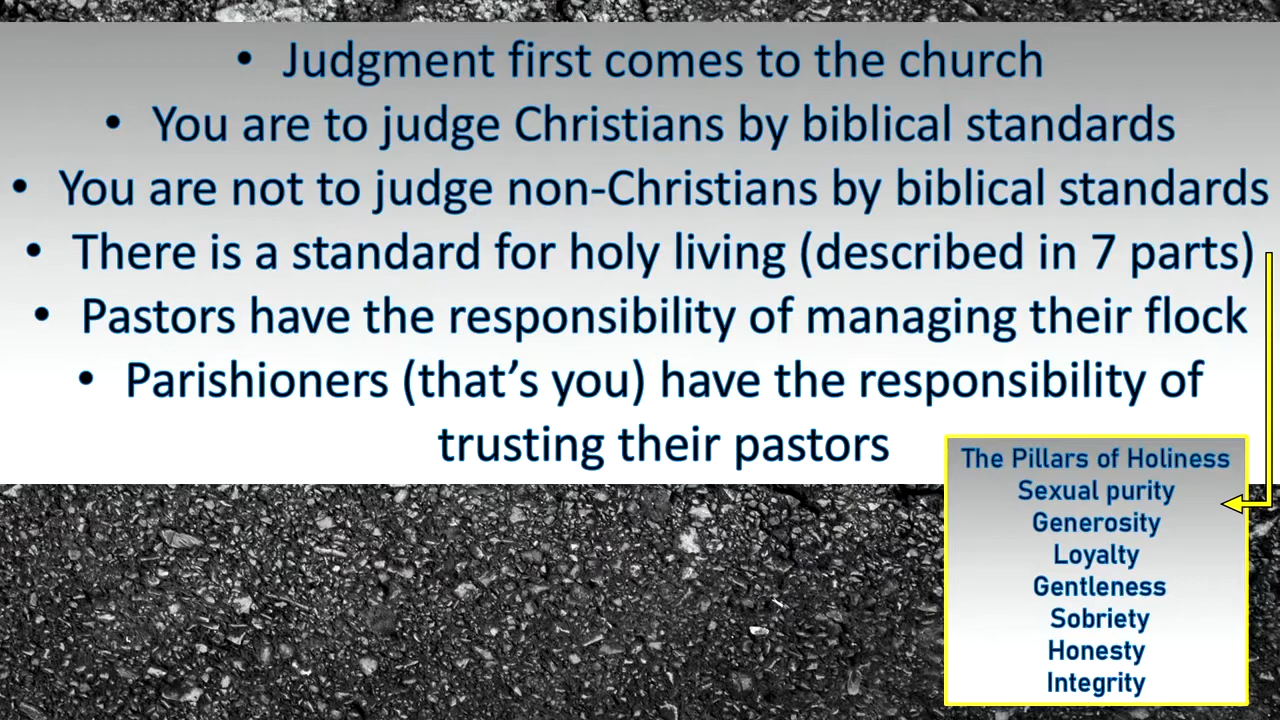 • Judgment first comes to the church
• You are to judge Christians by biblical standards
• You are not to judge non-Christians by biblical standards
• There is a standard for holy living (described in 7 parts)
• Pastors have the responsibility of managing their flock
• Parishioners (that’s you) have the responsibility of
trusting their pastors
The Pillars of Holiness
Sexual purity
Generosity
Loyalty
Gentleness
Sobriety
Honesty
Integrity